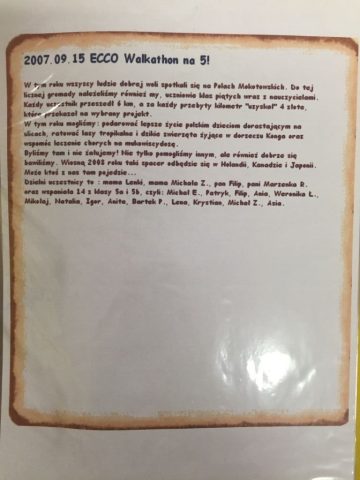 2007.09.15 ECCO Walkathon na 5!
W tym roku wszyscy ludzie dobrej woli spotkali się na Polach Mokotowskich. Do tej
licznej gromady należeliśmy również my, uczniowie klas piątych wraz z nauczycielami.
Każdy uczestnik przeszedł 6 km, a za każdy przebyty kilometr "uzyskał" 4 złote,
które przekazał na wybrany projekt.
W tym roku mogliśmy : podarować lepsze życie polskim dzieciom dorastającym na
ulicach, ratować lasy tropikalne i dzikie zwierzęta żyjące w dorzeczu Kongo oraz
wspomóc leczenie chorych na mukowiscydozę.
Byliśmy tam i nie żałujemy! Nie tylko pomogliśmy innym, ale również dobrze się
bawiliśmy. Wiosną 2008 roku taki spacer odbędzie się w Holandii, Kanadzie i Japonii.
Może ktoś z nas tam pojedzie...
Dzielni uczestnicy to : mama Lenki, mama Michała Z., pan Filip, pani Marzenka R.
oraz wspaniała 14 z klasy 5a i 5b, czyli: Michał E., Patryk, Filip, Ania, Weronika Ł.,
Mikołaj, Natalia, Igor, Anita, Bartek P., Lena, Krystian, Michał Z., Asia.